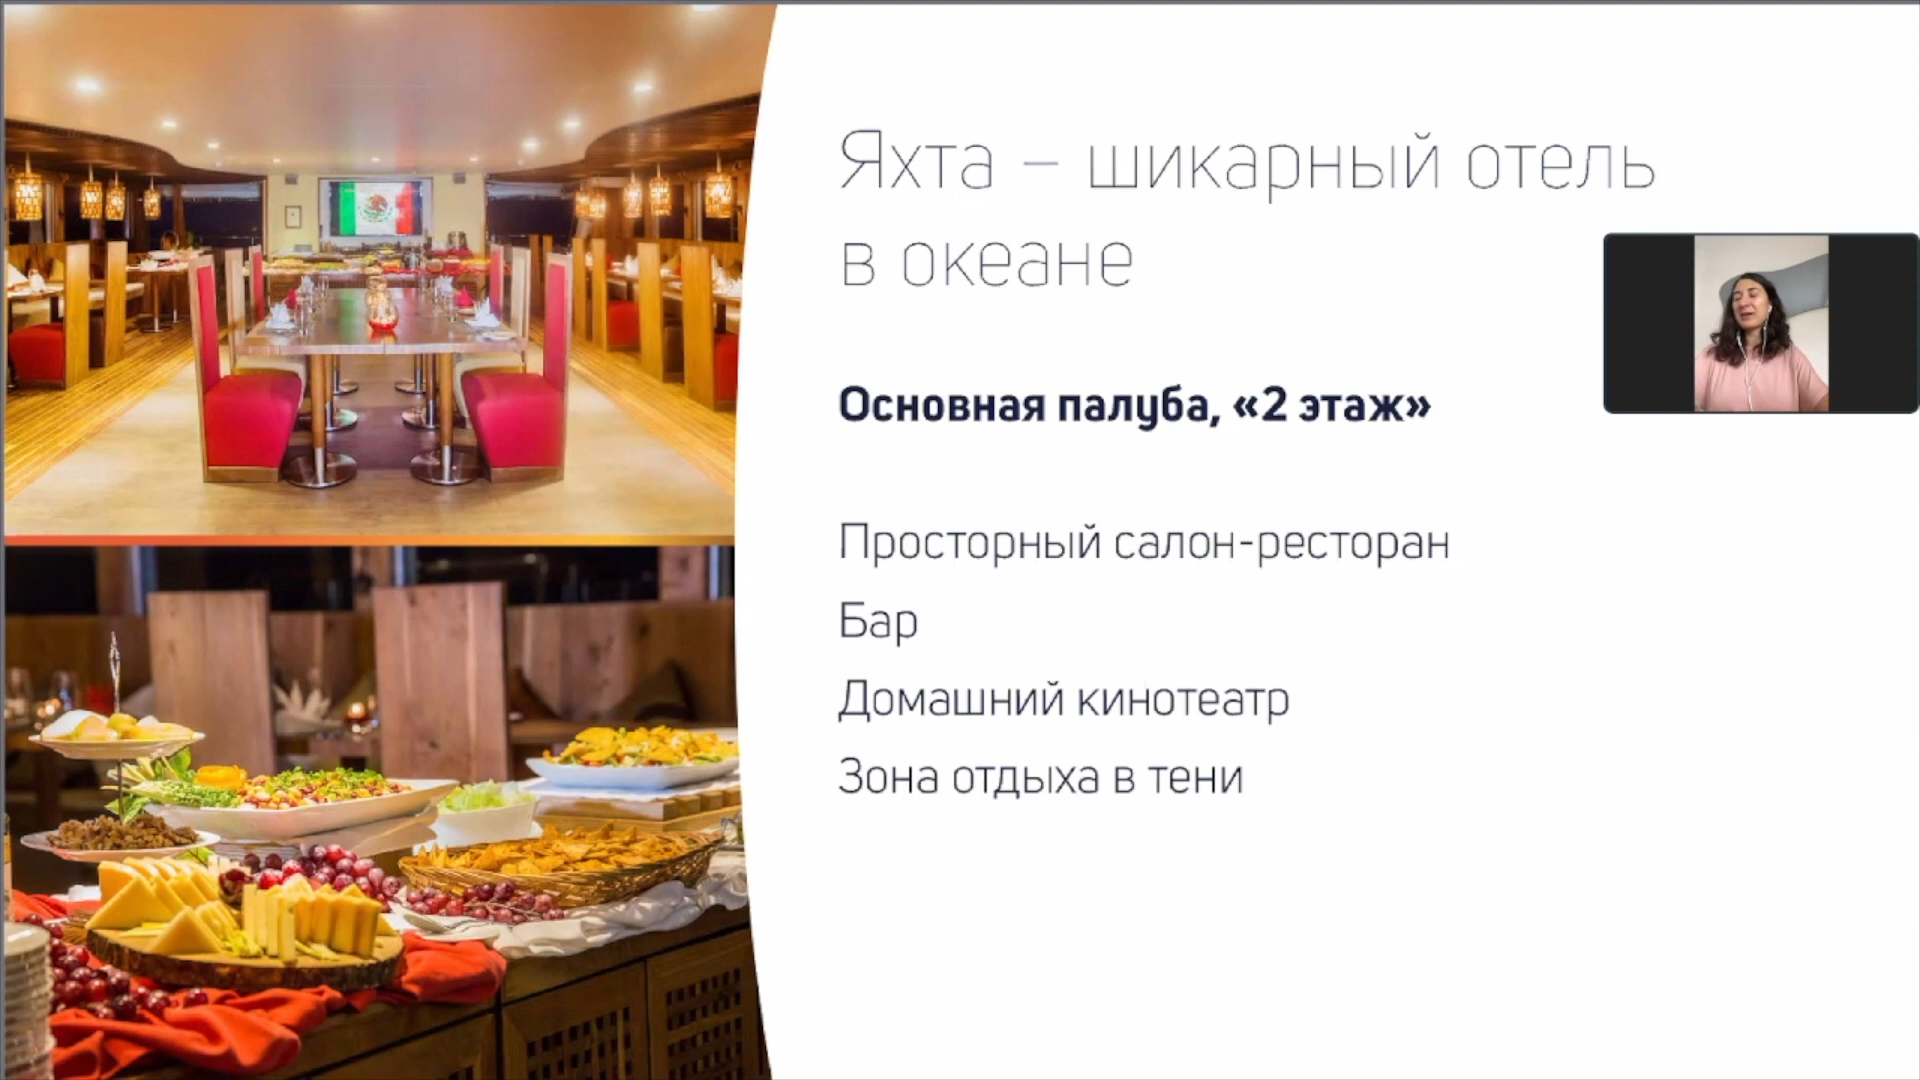 Яхта – шикарный отель
в океане
Основная палуба, «2 этаж»
Просторный салон-ресторан
Бар
Домашний кинотеатр
Зона отдыха в тени